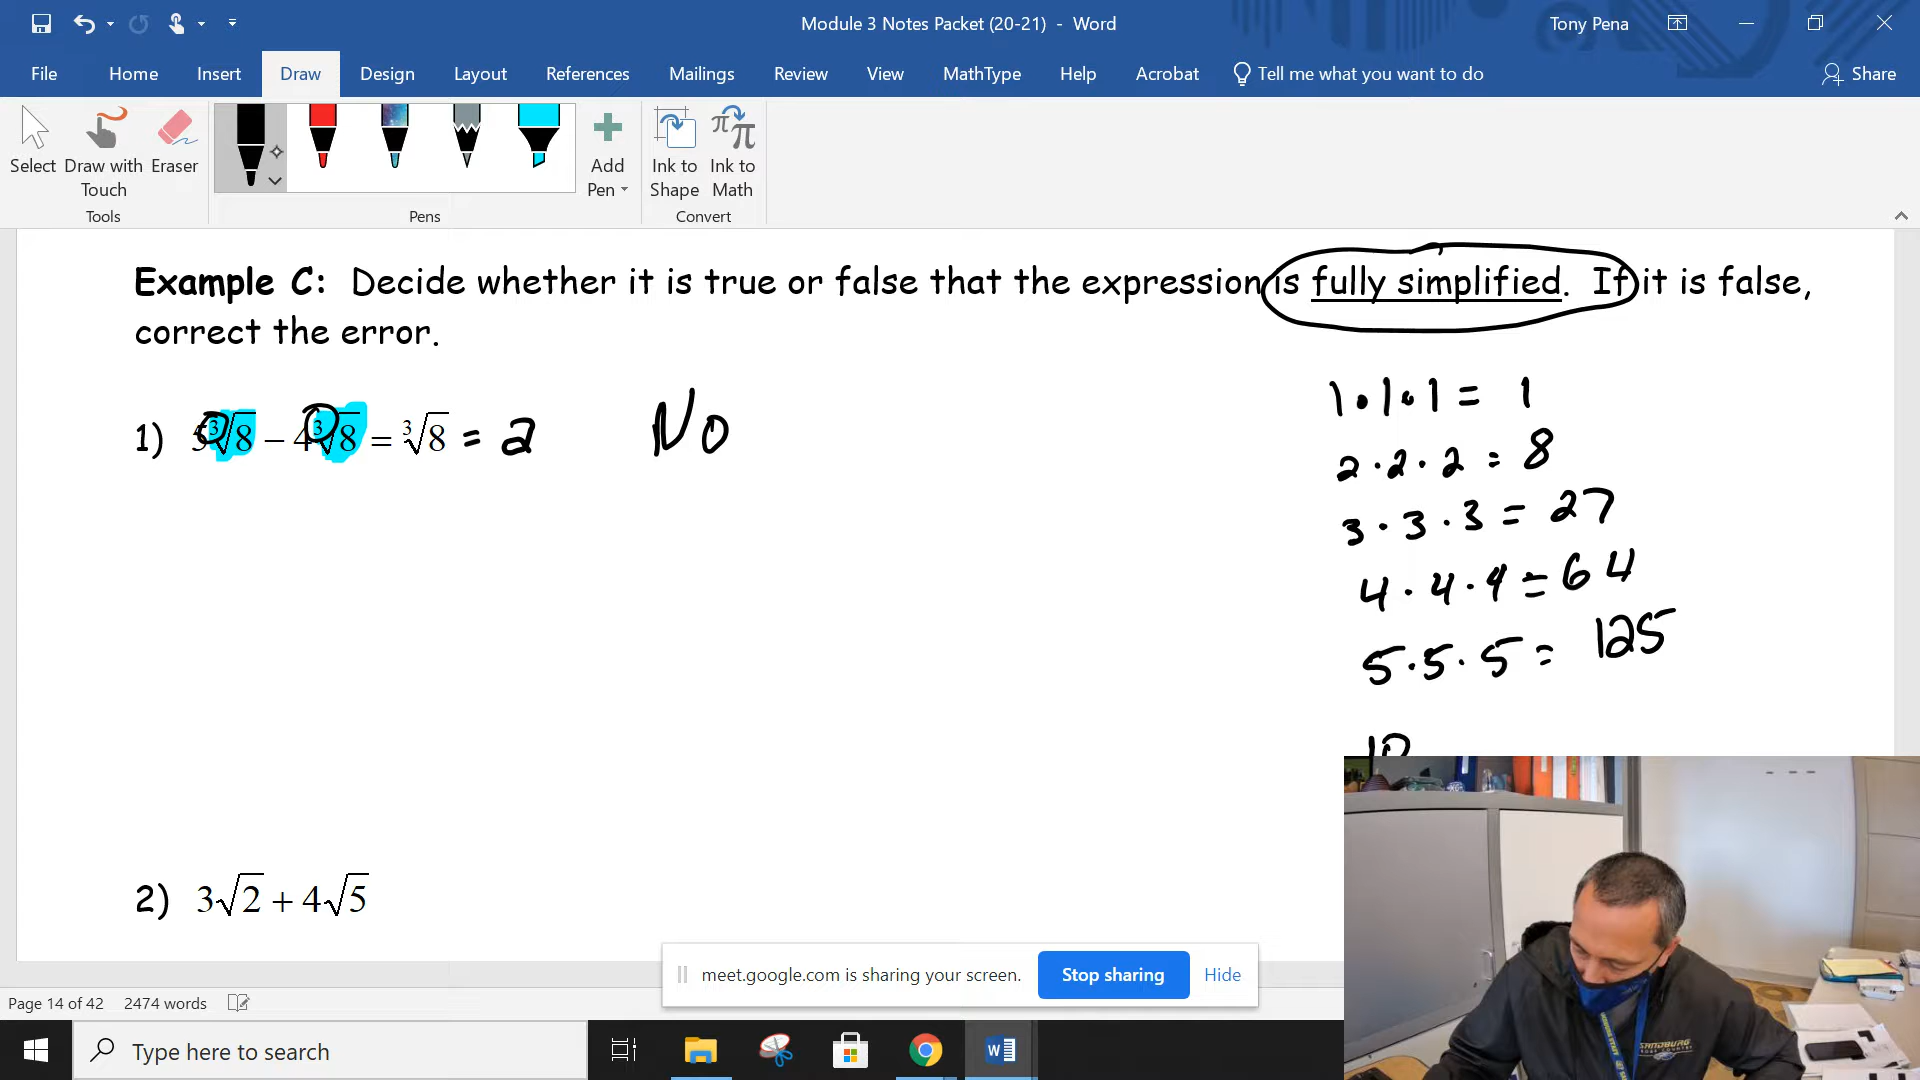 Module 3 Notes Packet (20-21) - Word
Tony Pena
File Home Insert Draw Design Layout References Mailings Review View MathType Help Acrobat Tell me what you want to do Share
Select Draw with Touch Eraser Add Pen Ink to Shape Ink to Math
Tools Pens Convert
Example C: Decide whether it is true or false that the expression is fully simplified. If it is false,
correct the error.
1) 5∛8 − 4∛8 = ∛8 = 2 No
1·1·1 = 1
2·2·2 = 8
3·3·3 = 27
4·4·4 = 64
5·5·5 = 125
10
2) 3√2 + 4√5
meet.google.com is sharing your screen. Stop sharing Hide
Page 14 of 42 2474 words
Type here to search
SANDBURG